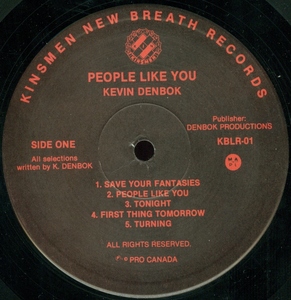 KINSMEN NEW BREATH RECORDS
KINSMEN
PEOPLE LIKE YOU
KEVIN DENBOK
Publisher:
DENBOK PRODUCTIONS
SIDE ONE
KBLR-01
All selections
written by K. DENBOK
1. SAVE YOUR FANTASIES
2. PEOPLE LIKE YOU
3. TONIGHT
4. FIRST THING TOMORROW
5. TURNING
ALL RIGHTS RESERVED.
PRO CANADA